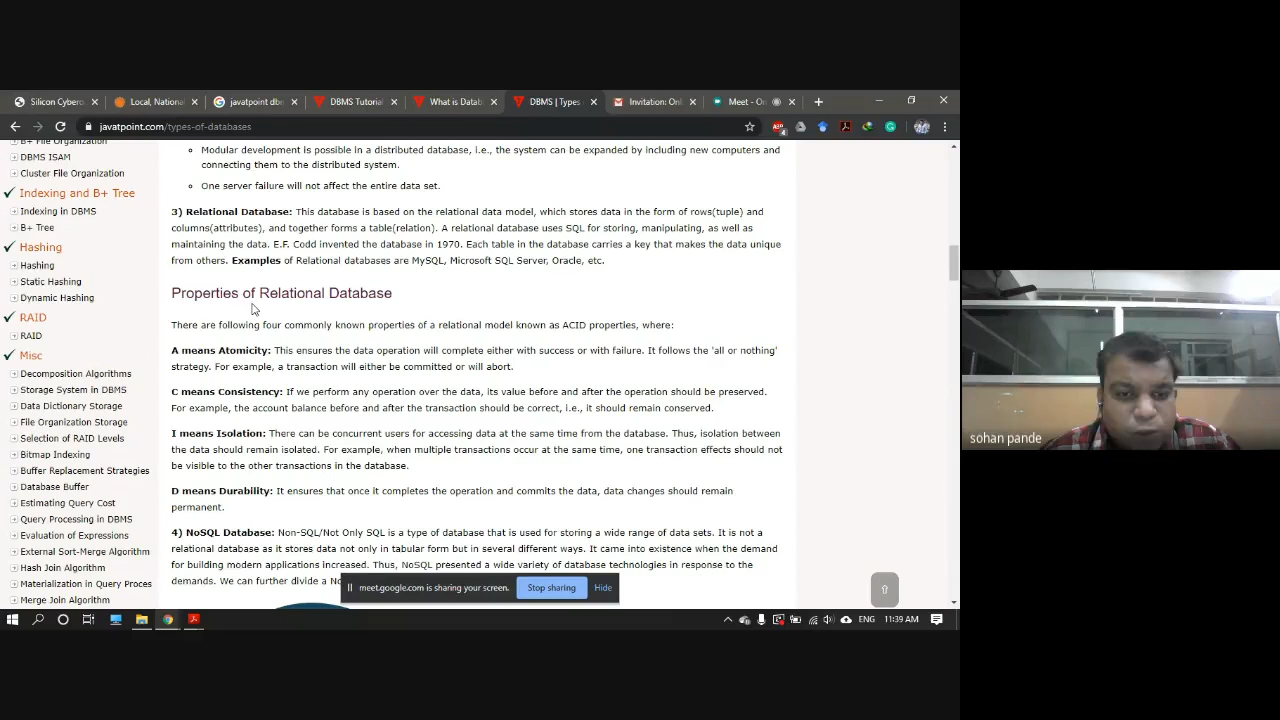 Silicon Cybero
Local, National
javatpoint dbm
DBMS Tutorial
What is Datab
DBMS | Types
Invitation: Onl
Meet - On
javatpoint.com/types-of-databases
B+ File Organization
DBMS ISAM
Cluster File Organization
Indexing and B+ Tree
Indexing in DBMS
B+ Tree
Hashing
Hashing
Static Hashing
Dynamic Hashing
RAID
RAID
Misc
Decomposition Algorithms
Storage System in DBMS
Data Dictionary Storage
File Organization Storage
Selection of RAID Levels
Bitmap Indexing
Buffer Replacement Strategies
Database Buffer
Estimating Query Cost
Query Processing in DBMS
Evaluation of Expressions
External Sort-Merge Algorithm
Hash Join Algorithm
Materialization in Query Proces
Merge Join Algorithm
Modular development is possible in a distributed database, i.e., the system can be expanded by including new computers and
connecting them to the distributed system.
One server failure will not affect the entire data set.
3) Relational Database: This database is based on the relational data model, which stores data in the form of rows(tuple) and
columns(attributes), and together forms a table(relation). A relational database uses SQL for storing, manipulating, as well as
maintaining the data. E.F. Codd invented the database in 1970. Each table in the database carries a key that makes the data unique
from others. Examples of Relational databases are MySQL, Microsoft SQL Server, Oracle, etc.
Properties of Relational Database
There are following four commonly known properties of a relational model known as ACID properties, where:
A means Atomicity: This ensures the data operation will complete either with success or with failure. It follows the 'all or nothing'
strategy. For example, a transaction will either be committed or will abort.
C means Consistency: If we perform any operation over the data, its value before and after the operation should be preserved.
For example, the account balance before and after the transaction should be correct, i.e., it should remain conserved.
I means Isolation: There can be concurrent users for accessing data at the same time from the database. Thus, isolation between
the data should remain isolated. For example, when multiple transactions occur at the same time, one transaction effects should not
be visible to the other transactions in the database.
D means Durability: It ensures that once it completes the operation and commits the data, data changes should remain
permanent.
4) NoSQL Database: Non-SQL/Not Only SQL is a type of database that is used for storing a wide range of data sets. It is not a
relational database as it stores data not only in tabular form but in several different ways. It came into existence when the demand
for building modern applications increased. Thus, NoSQL presented a wide variety of database technologies in response to the
demands. We can further divide a No
meet.google.com is sharing your screen.
Stop sharing
Hide
ENG
11:39 AM
sohan pande